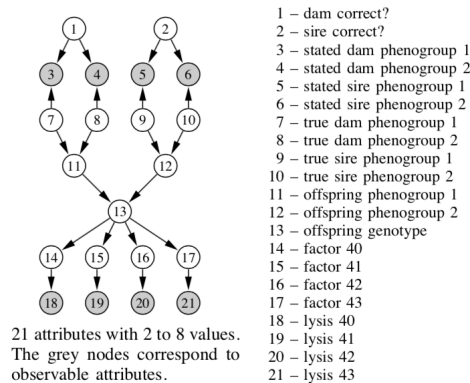 1
2
3
4
5
6
7
8
9
10
11
12
13
14
15
16
17
18
19
20
21
21 attributes with 2 to 8 values.
The grey nodes correspond to
observable attributes.
1 – dam correct?
2 – sire correct?
3 – stated dam phenogroup 1
4 – stated dam phenogroup 2
5 – stated sire phenogroup 1
6 – stated sire phenogroup 2
7 – true dam phenogroup 1
8 – true dam phenogroup 2
9 – true sire phenogroup 1
10 – true sire phenogroup 2
11 – offspring phenogroup 1
12 – offspring phenogroup 2
13 – offspring genotype
14 – factor 40
15 – factor 41
16 – factor 42
17 – factor 43
18 – lysis 40
19 – lysis 41
20 – lysis 42
21 – lysis 43